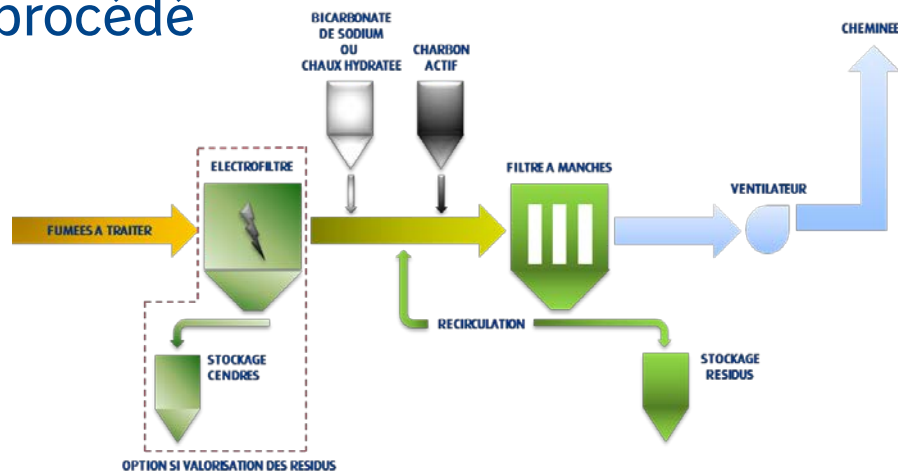 procédé
BICARBONATE
DE SODIUM
OU
CHAUX HYDRATEE
CHARBON
ACTIF
CHEMINEE
ELECTROFILTRE
FILTRE A MANCHES
VENTILATEUR
FUMEES A TRAITER
RECIRCULATION
STOCKAGE
CENDRES
STOCKAGE
RESIDUS
OPTION SI VALORISATION DES RESIDUS